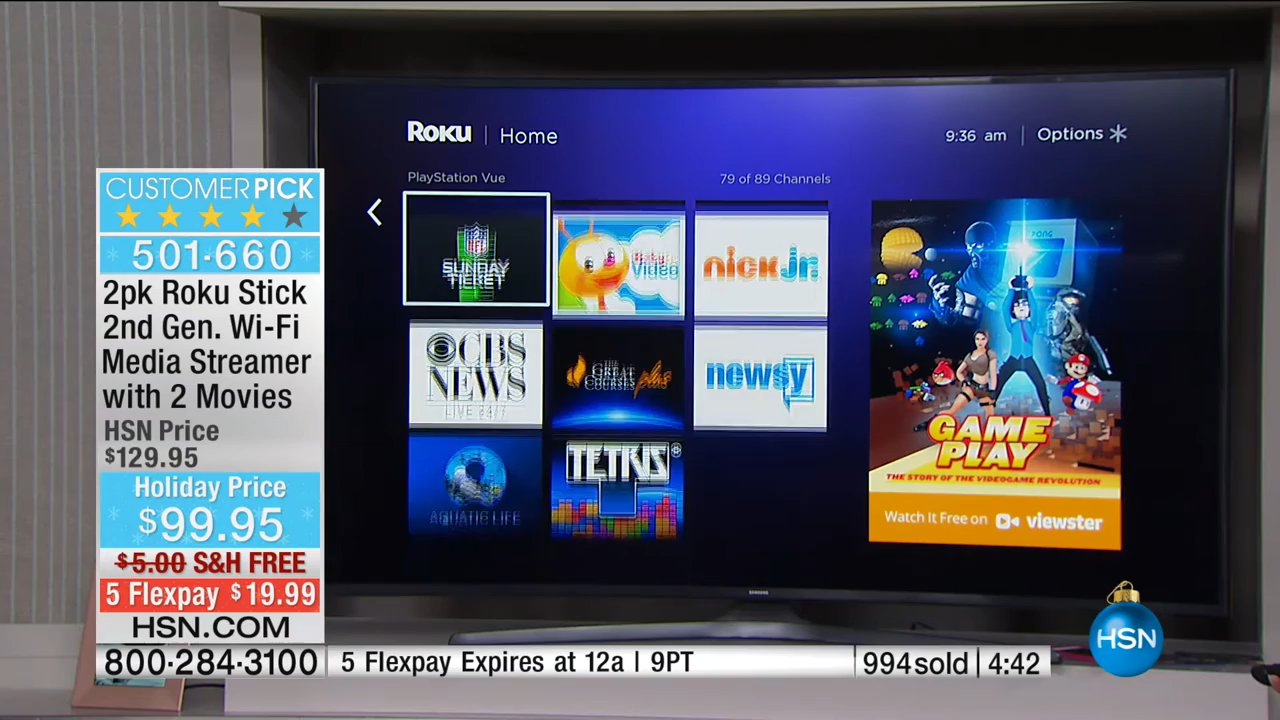 CUSTOMER PICK
501·660
2pk Roku Stick
2nd Gen. Wi-Fi
Media Streamer
with 2 Movies
HSN Price
$129.95
Holiday Price
$99.95
$5.00 S&H FREE
5 Flexpay $19.99
HSN.COM
800·284·3100
5 Flexpay Expires at 12a | 9PT
994 sold | 4:42
HSN
ROKU | Home
9:36 am | Options
PlayStation Vue
79 of 89 Channels
NFL
SUNDAY
TICKET
Video
nick jr.
CBS
NEWS
LIVE 24/7
THE
GREAT
COURSES plus
newsy
AQUATIC LIFE
TETRIS
PONG
GAME
PLAY
THE STORY OF THE VIDEOGAME REVOLUTION
Watch It Free on viewster
SAMSUNG